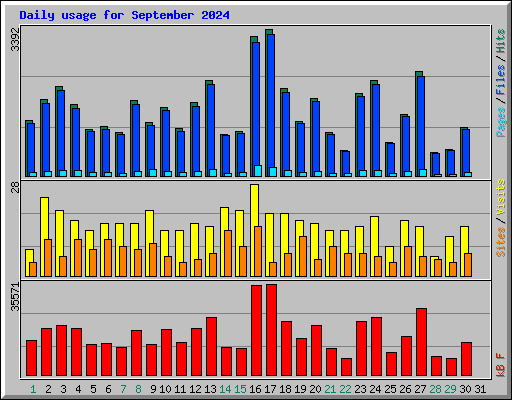 Daily usage for September 2024
3392
Pages / Files / Hits
28
Sites / Visits
35571
kB F
1 2 3 4 5 6 7 8 9 10 11 12 13 14 15 16 17 18 19 20 21 22 23 24 25 26 27 28 29 30 31